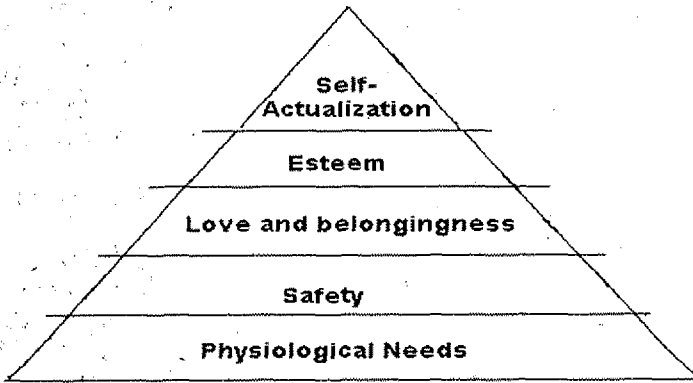 Self-
Actualization
Esteem
Love and belongingness
Safety
Physiological Needs